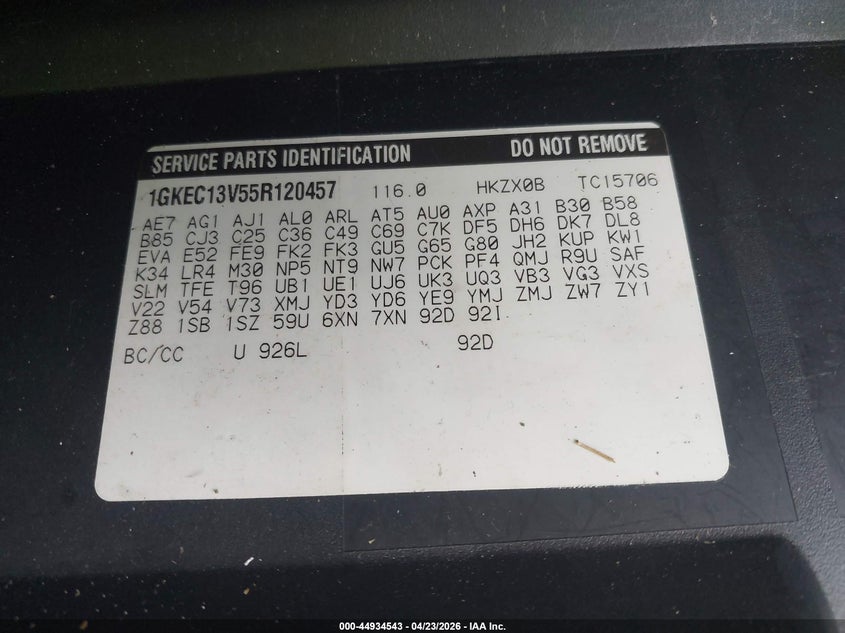 SERVICE PARTS IDENTIFICATION DO NOT REMOVE
1GKEC13V55R120457 116.0 HKZX0B TC15706
AE7 AG1 AJ1 AL0 ARL AT5 AU0 AXP A31 B30 B58
B85 CJ3 C25 C36 C49 C69 C7K DF5 DH6 DK7 DL8
EVA E52 FE9 FK2 FK3 GU5 G65 G80 JH2 KUP KW1
K34 LR4 M30 NP5 NT9 NW7 PCK PF4 QMJ R9U SAF
SLM TFE T96 UB1 UE1 UJ6 UK3 UQ3 VB3 VG3 VXS
V22 V54 V73 XMJ YD3 YD6 YE9 YMJ ZMJ ZW7 ZY1
Z88 1SB 1SZ 59U 6XN 7XN 92D 92I
BC/CC U 926L 92D
000-44934543 | 04/23/2026 - IAA Inc.